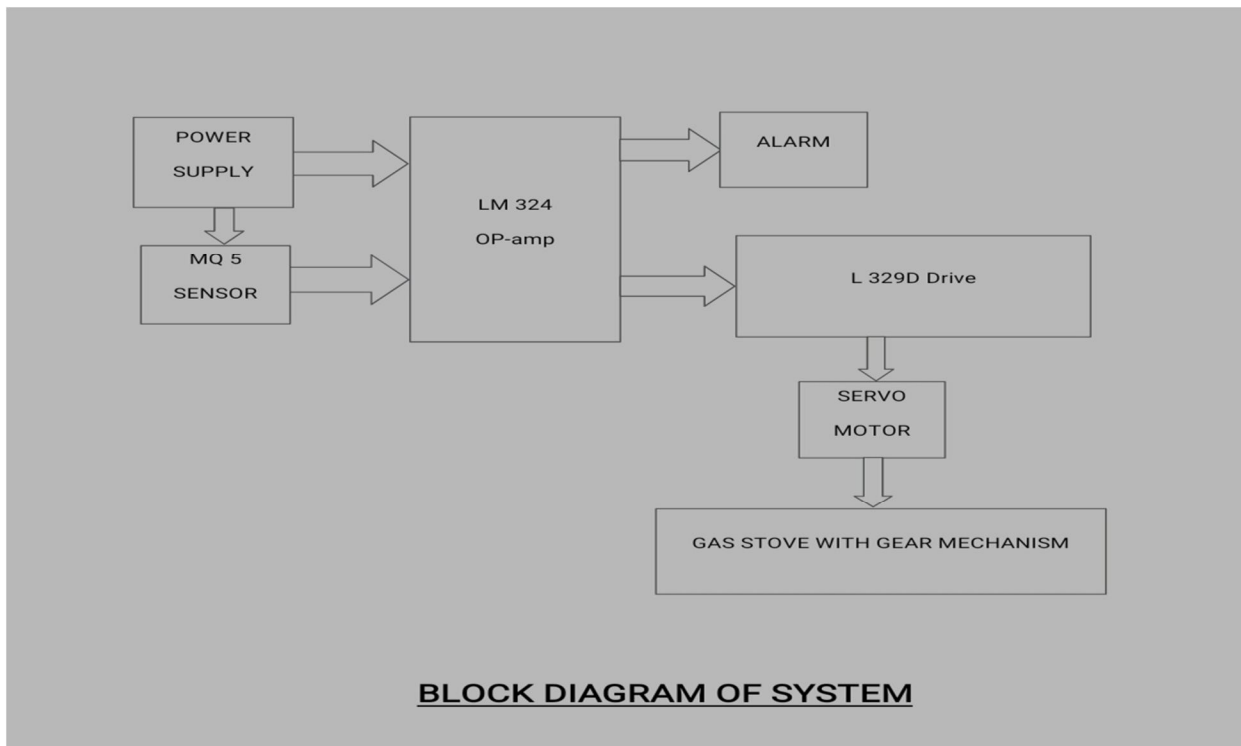 POWER
SUPPLY
ALARM
LM 324
OP-amp
MQ 5
SENSOR
L 329D Drive
SERVO
MOTOR
GAS STOVE WITH GEAR MECHANISM
BLOCK DIAGRAM OF SYSTEM